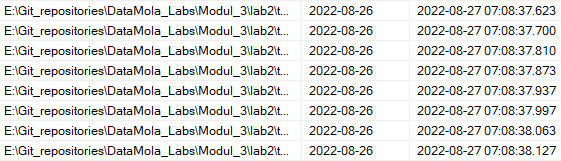 E:\Git_repositories\DataMola_Labs\Modul_3\lab2\t... 2022-08-26 2022-08-27 07:08:37.623
E:\Git_repositories\DataMola_Labs\Modul_3\lab2\t... 2022-08-26 2022-08-27 07:08:37.700
E:\Git_repositories\DataMola_Labs\Modul_3\lab2\t... 2022-08-26 2022-08-27 07:08:37.810
E:\Git_repositories\DataMola_Labs\Modul_3\lab2\t... 2022-08-26 2022-08-27 07:08:37.873
E:\Git_repositories\DataMola_Labs\Modul_3\lab2\t... 2022-08-26 2022-08-27 07:08:37.937
E:\Git_repositories\DataMola_Labs\Modul_3\lab2\t... 2022-08-26 2022-08-27 07:08:37.997
E:\Git_repositories\DataMola_Labs\Modul_3\lab2\t... 2022-08-26 2022-08-27 07:08:38.063
E:\Git_repositories\DataMola_Labs\Modul_3\lab2\t... 2022-08-26 2022-08-27 07:08:38.127